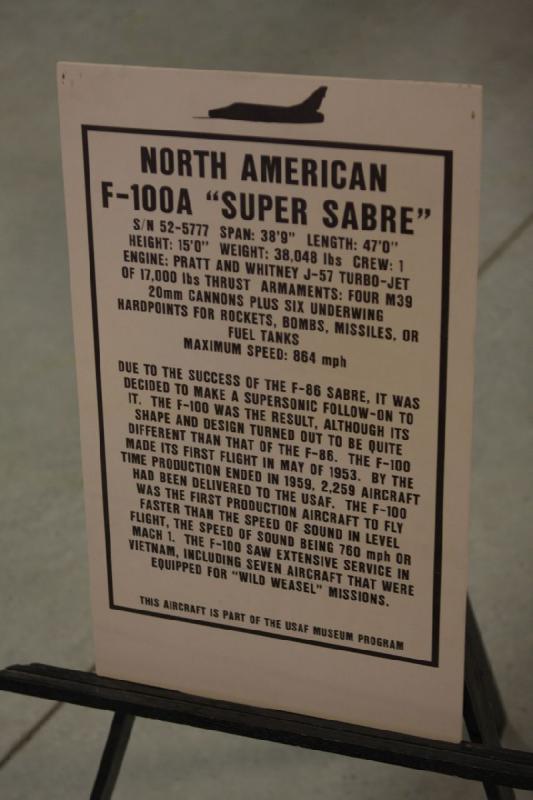 NORTH AMERICAN
F-100A "SUPER SABRE"
S/N 52-5777 SPAN: 38'9" LENGTH: 47'0"
HEIGHT: 15'0" WEIGHT: 38,048 lbs CREW: 1
ENGINE: PRATT AND WHITNEY J-57 TURBO-JET
OF 17,000 lbs THRUST ARMAMENTS: FOUR M39
20mm CANNONS PLUS SIX UNDERWING
HARDPOINTS FOR ROCKETS, BOMBS, MISSILES, OR
FUEL TANKS
MAXIMUM SPEED: 864 mph
DUE TO THE SUCCESS OF THE F-86 SABRE, IT WAS
DECIDED TO MAKE A SUPERSONIC FOLLOW-ON TO
IT. THE F-100 WAS THE RESULT, ALTHOUGH ITS
SHAPE AND DESIGN TURNED OUT TO BE QUITE
DIFFERENT THAN THAT OF THE F-86. THE F-100
MADE ITS FIRST FLIGHT IN MAY OF 1953. BY THE
TIME PRODUCTION ENDED IN 1959, 2,259 AIRCRAFT
HAD BEEN DELIVERED TO THE USAF. THE F-100
WAS THE FIRST PRODUCTION AIRCRAFT TO FLY
FASTER THAN THE SPEED OF SOUND IN LEVEL
FLIGHT, THE SPEED OF SOUND BEING 760 mph OR
MACH 1. THE F-100 SAW EXTENSIVE SERVICE IN
VIETNAM, INCLUDING SEVEN AIRCRAFT THAT WERE
EQUIPPED FOR "WILD WEASEL" MISSIONS.
THIS AIRCRAFT IS PART OF THE USAF MUSEUM PROGRAM